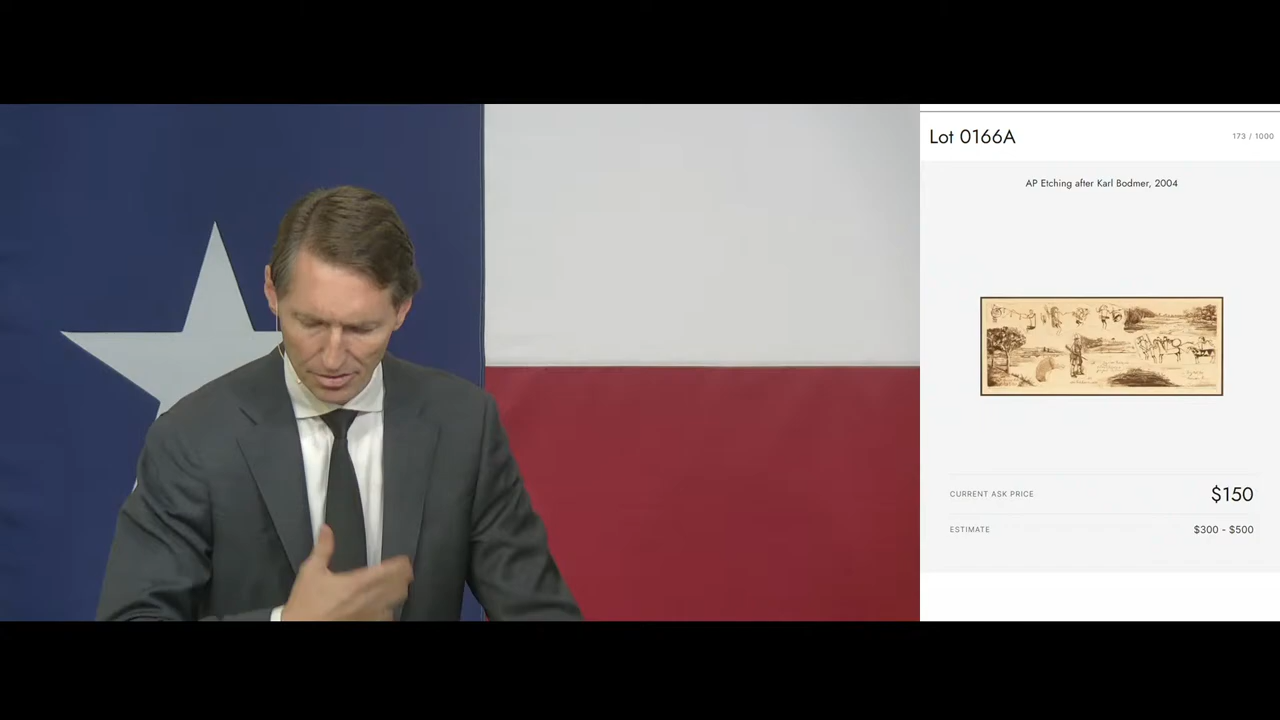 Lot 0166A
173 / 1000
AP Etching after Karl Bodmer, 2004
CURRENT ASK PRICE
$150
ESTIMATE
$300 - $500